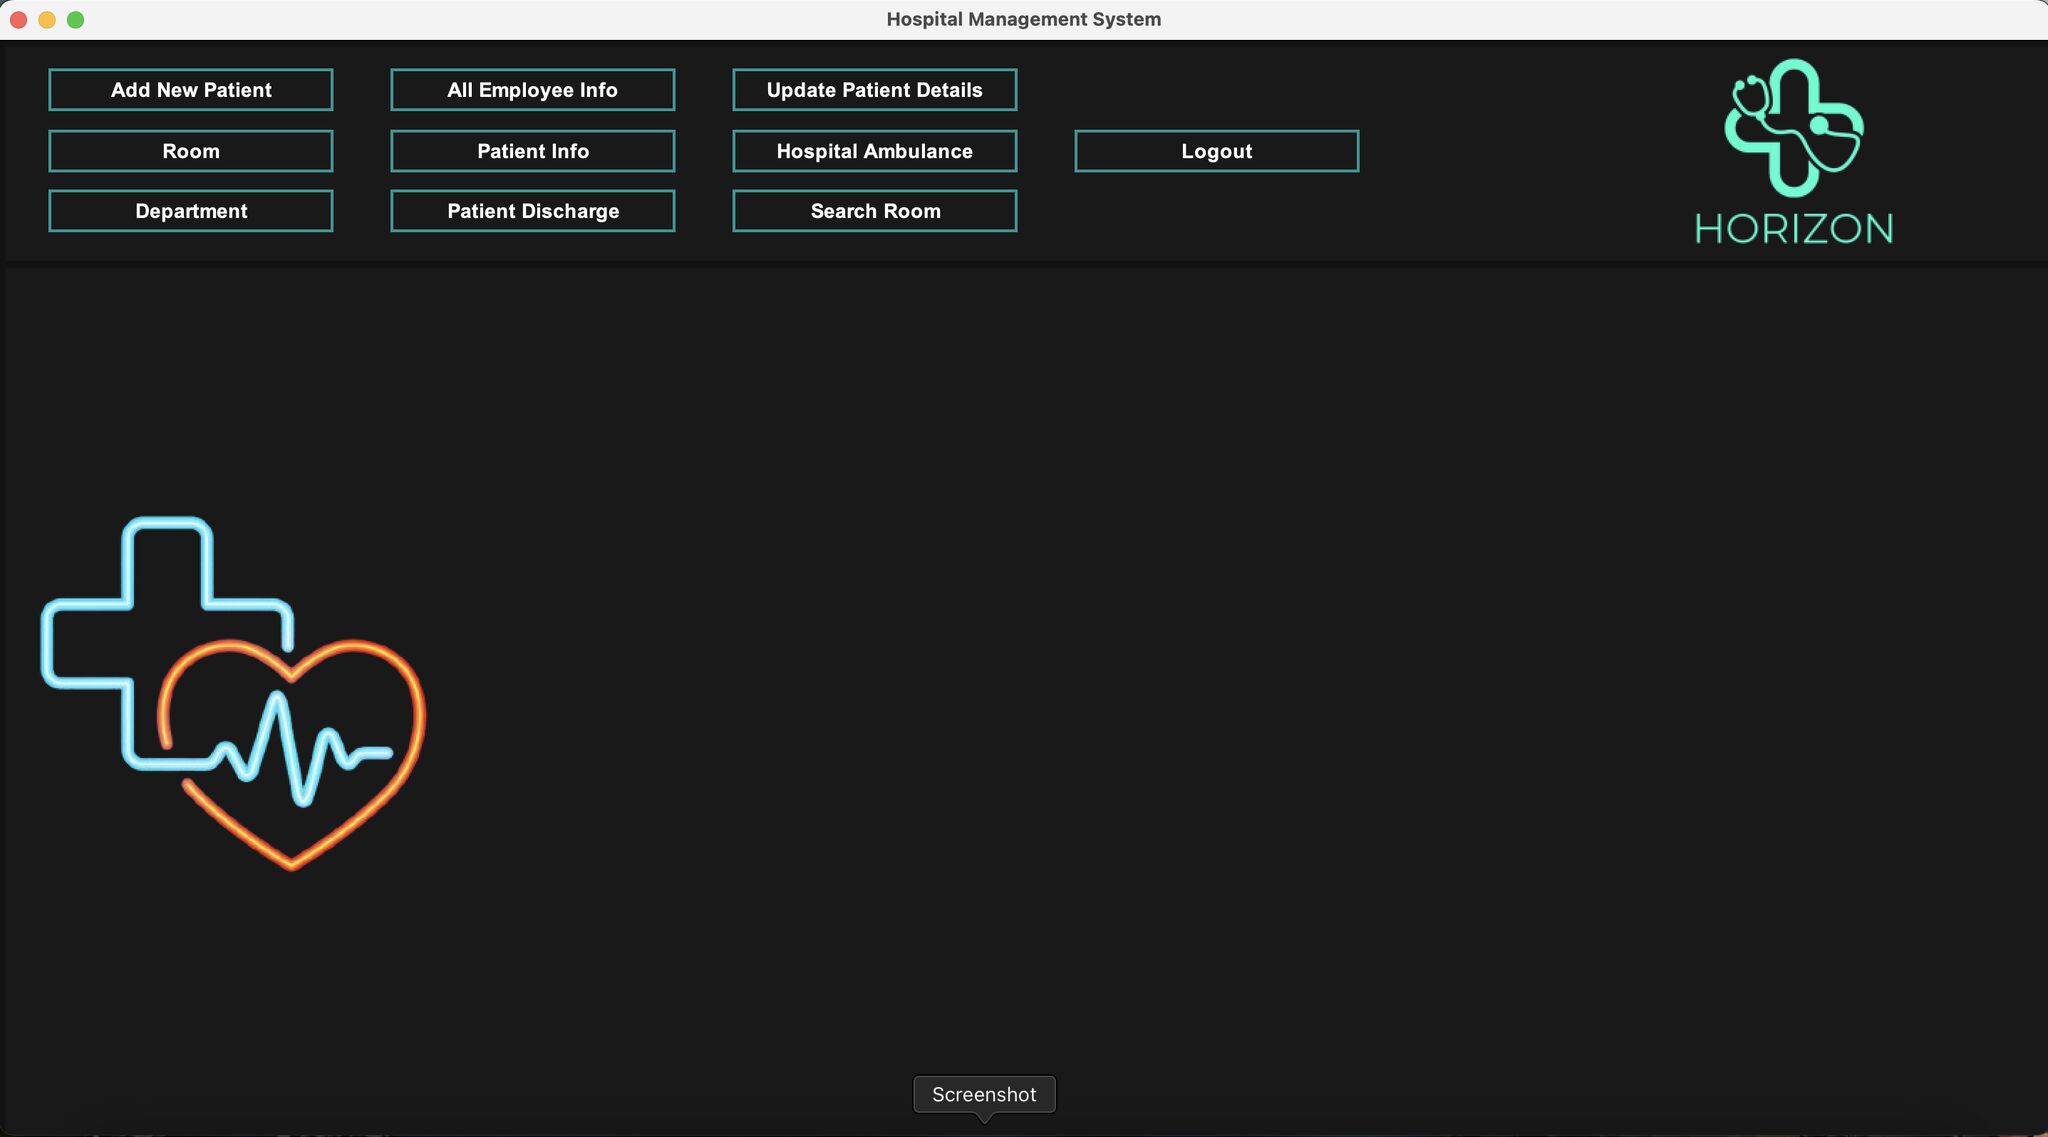 Hospital Management System
Add New Patient
All Employee Info
Update Patient Details
Room
Patient Info
Hospital Ambulance
Logout
Department
Patient Discharge
Search Room
HORIZON
Screenshot